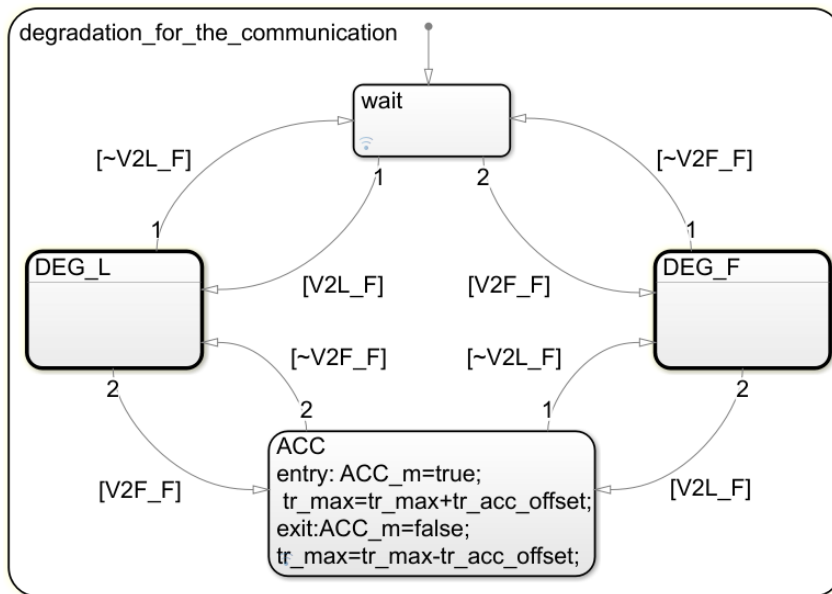 degradation_for_the_communication
wait
[~V2L_F]
[~V2F_F]
1
2
1
1
DEG_L
DEG_F
[V2L_F]
[V2F_F]
[~V2F_F]
[~V2L_F]
2
2
2
1
[V2F_F]
[V2L_F]
ACC
entry: ACC_m=true;
tr_max=tr_max+tr_acc_offset;
exit:ACC_m=false;
tr_max=tr_max-tr_acc_offset;